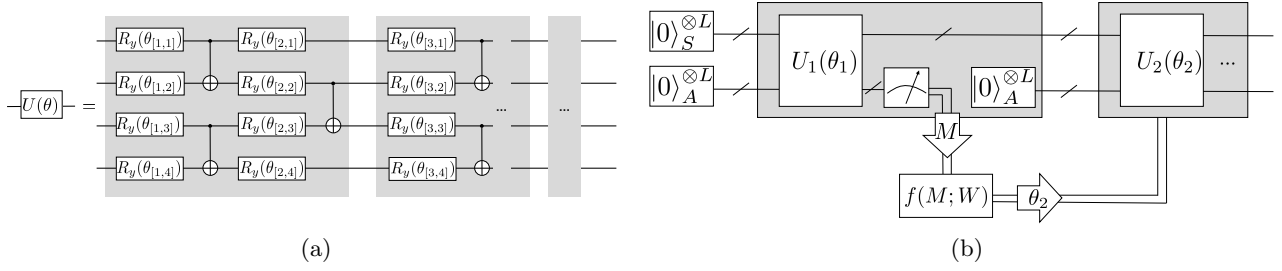 R_y(θ_[1,1]) R_y(θ_[2,1]) R_y(θ_[3,1])
R_y(θ_[1,2]) R_y(θ_[2,2]) R_y(θ_[3,2])
... ...
U(θ) =
R_y(θ_[1,3]) R_y(θ_[2,3]) R_y(θ_[3,3])
R_y(θ_[1,4]) R_y(θ_[2,4]) R_y(θ_[3,4])
(a)
|0⟩_S^⊗L
U_1(θ_1) U_2(θ_2) ...
|0⟩_A^⊗L |0⟩_A^⊗L
M
f(M; W) θ_2
(b)